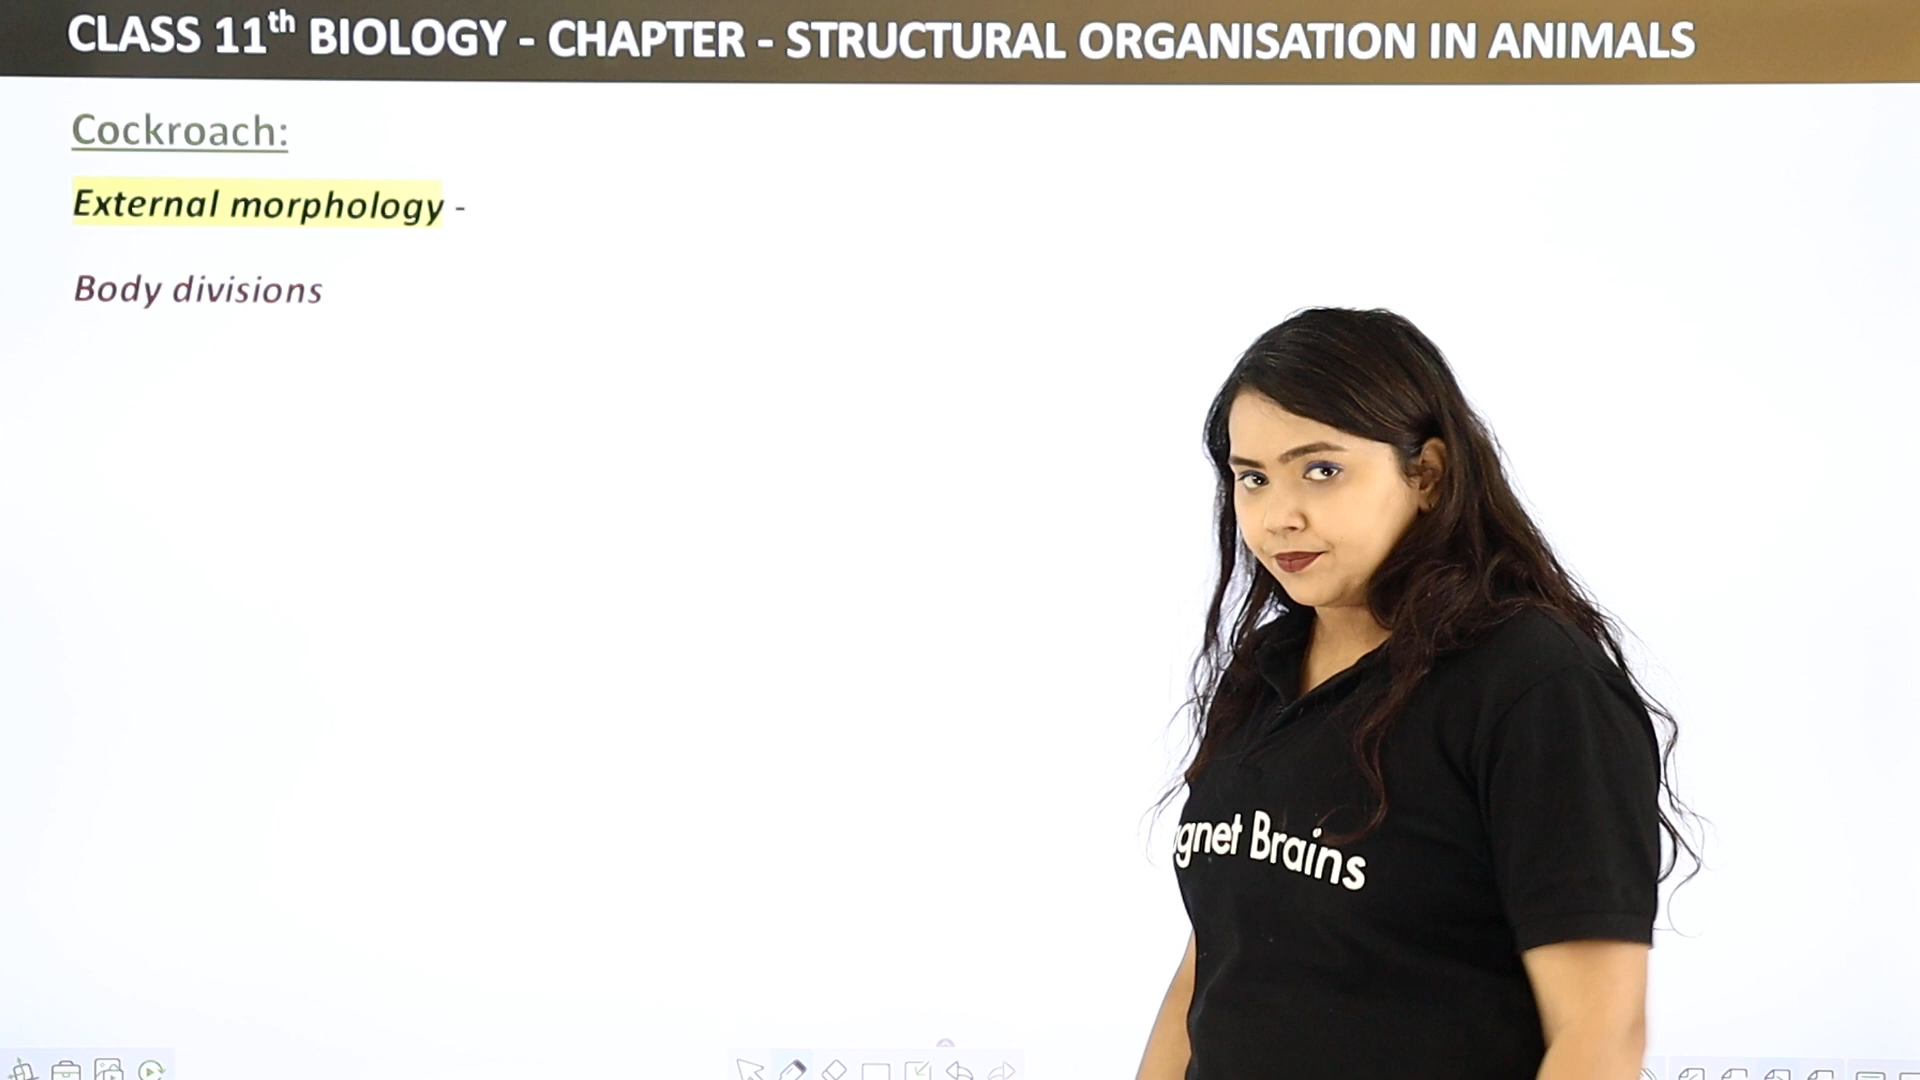 CLASS 11th BIOLOGY - CHAPTER - STRUCTURAL ORGANISATION IN ANIMALS
Cockroach:
External morphology -
Body divisions
gnet Brains